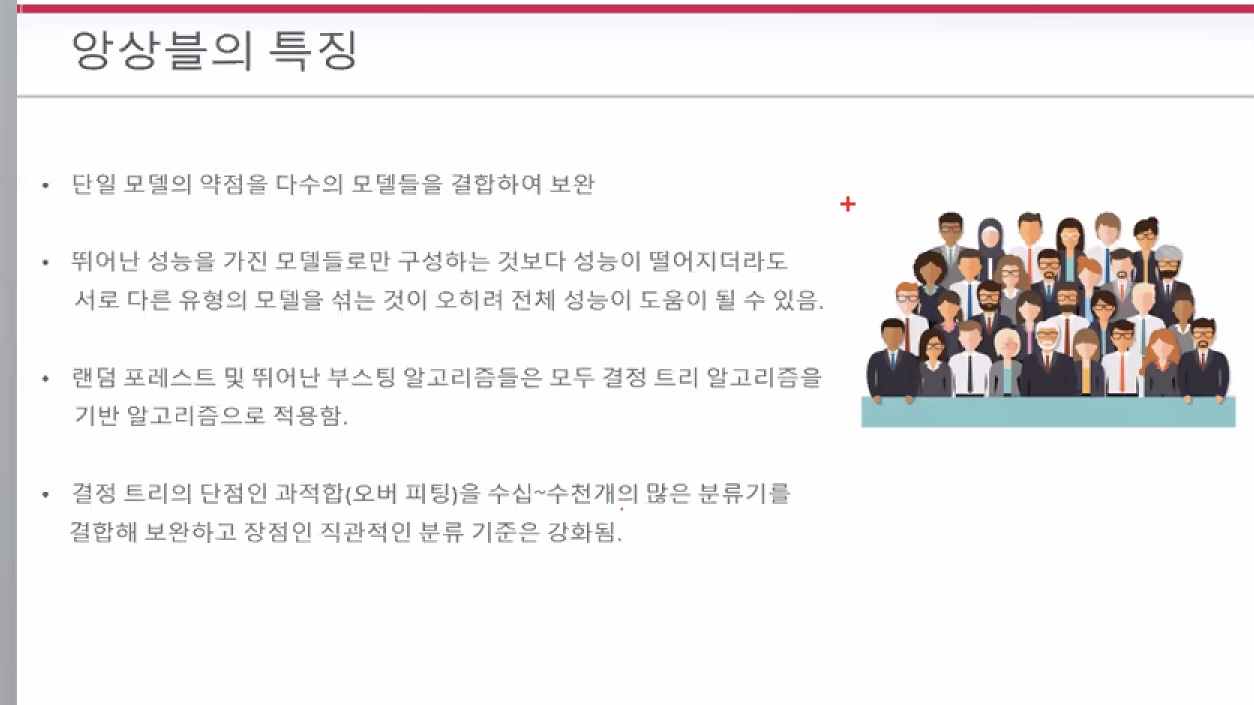 앙상블의 특징
• 단일 모델의 약점을 다수의 모델들을 결합하여 보완
• 뛰어난 성능을 가진 모델들로만 구성하는 것보다 성능이 떨어지더라도
서로 다른 유형의 모델을 섞는 것이 오히려 전체 성능이 도움이 될 수 있음.
• 랜덤 포레스트 및 뛰어난 부스팅 알고리즘들은 모두 결정 트리 알고리즘을
기반 알고리즘으로 적용함.
• 결정 트리의 단점인 과적합(오버 피팅)을 수십~수천개의 많은 분류기를
결합해 보완하고 장점인 직관적인 분류 기준은 강화됨.